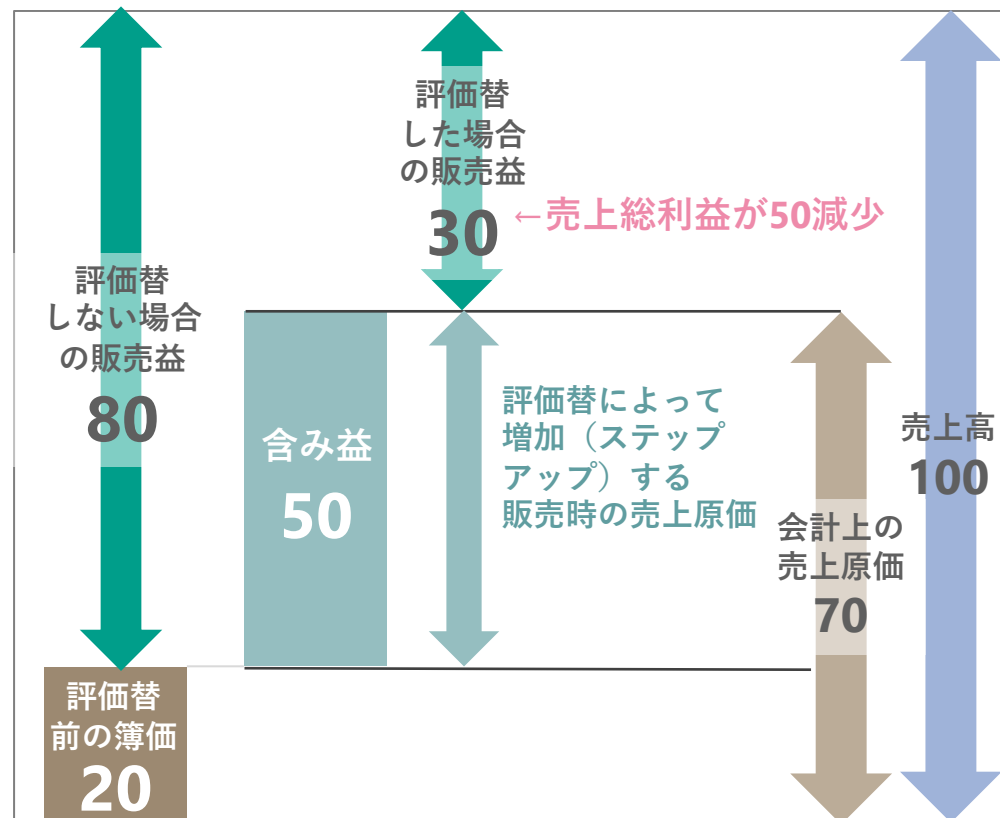 評価替
した場合
の販売益
30
←売上総利益が50減少
評価替
しない場合
の販売益
80
含み益
50
評価替によって
増加（ステップ
アップ）する
販売時の売上原価
売上高
100
会計上の
売上原価
70
評価替
前の簿価
20